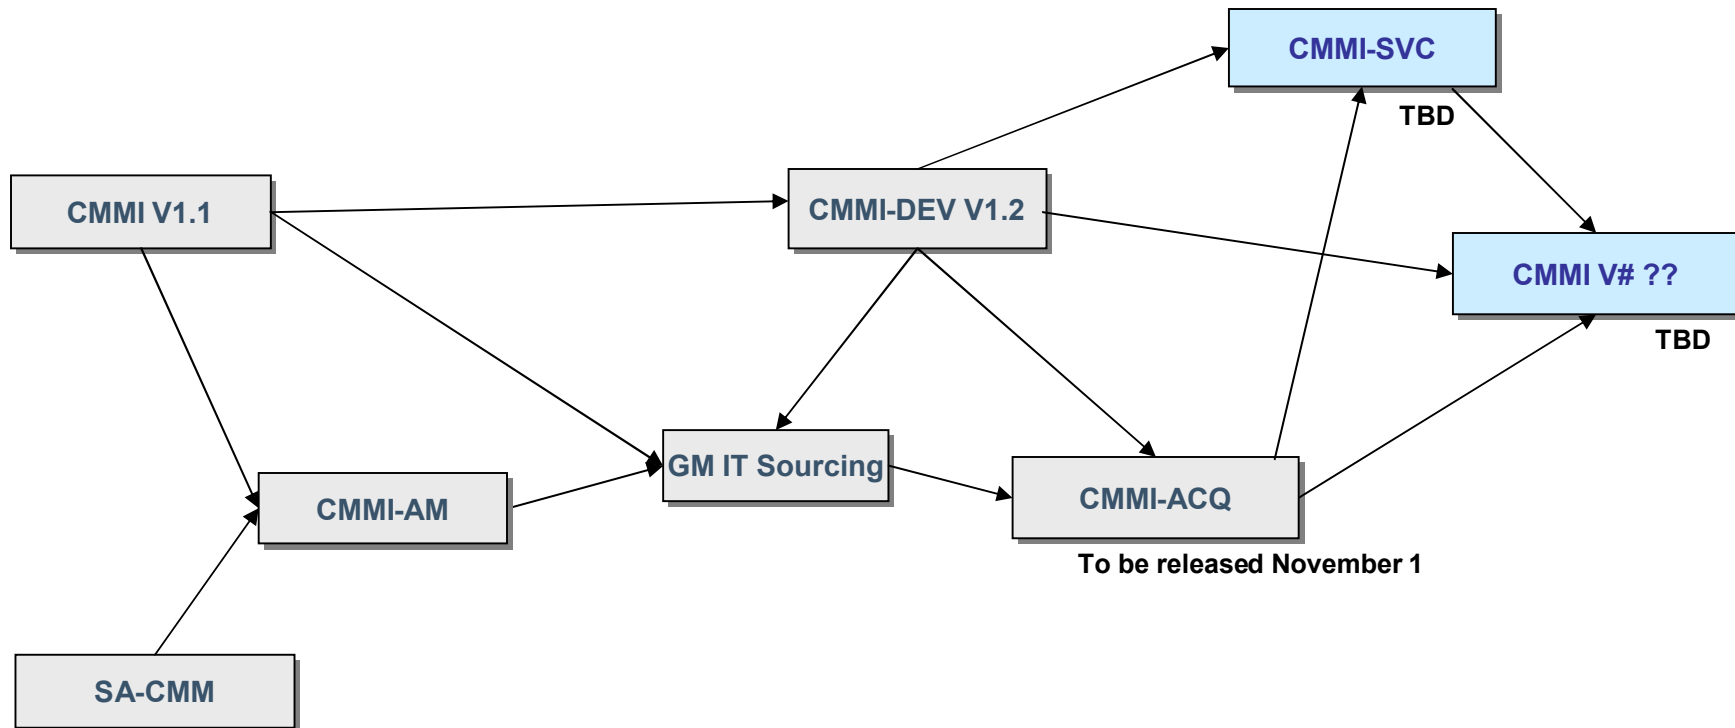 CMMI-SVC
TBD
CMMI V1.1
CMMI-DEV V1.2
CMMI V# ??
TBD
GM IT Sourcing
CMMI-AM
CMMI-ACQ
To be released November 1
SA-CMM